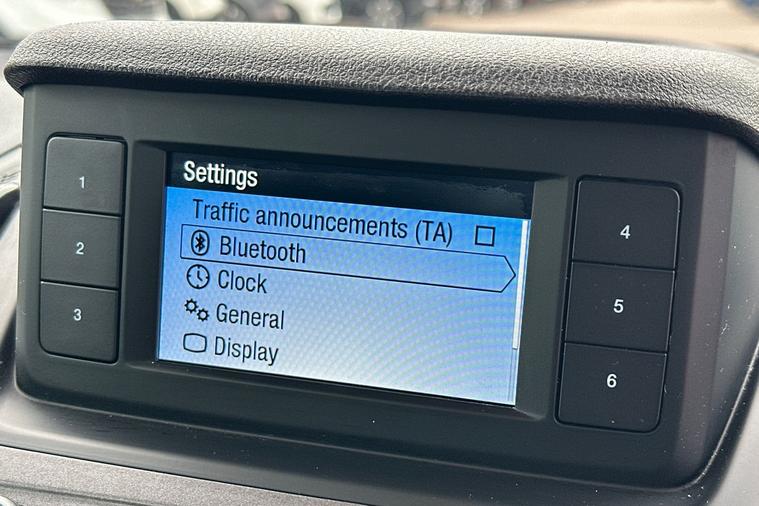 Settings
1
2
3
Traffic announcements (TA)
Bluetooth
Clock
General
Display
4
5
6